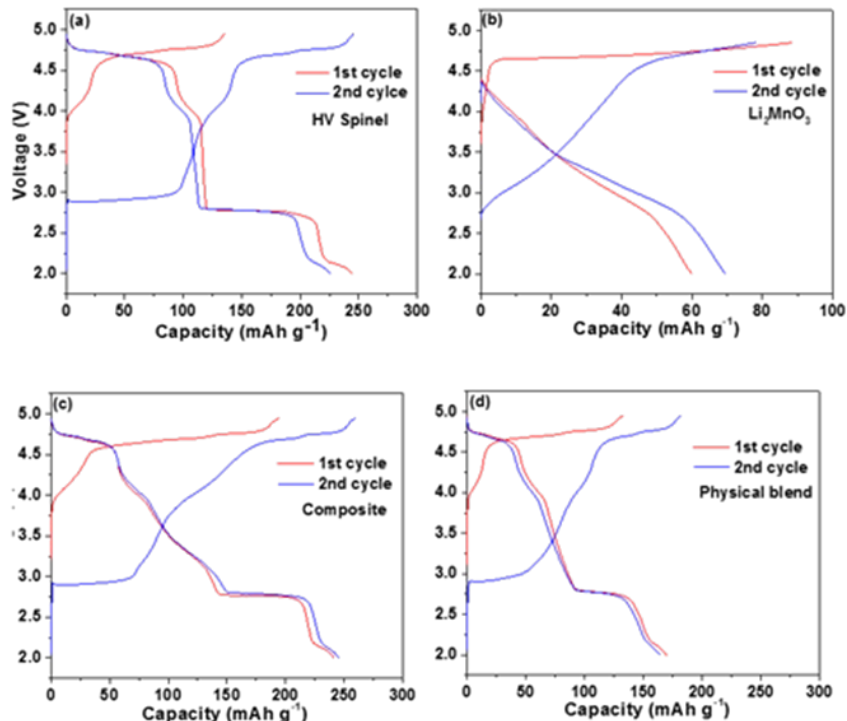 (a)
5.0
4.5
4.0
3.5
3.0
2.5
2.0
Voltage (V)
1st cycle
2nd cylce
HV Spinel
0 50 100 150 200 250 300
Capacity (mAh g⁻¹)
(b)
5.0
4.5
4.0
3.5
3.0
2.5
2.0
1st cycle
2nd cycle
Li₂MnO₃
0 20 40 60 80 100
Capacity (mAh g⁻¹)
(c)
5.0
4.5
4.0
3.5
3.0
2.5
2.0
1st cycle
2nd cycle
Composite
0 50 100 150 200 250 300
Capacity (mAh g⁻¹)
(d)
5.0
4.5
4.0
3.5
3.0
2.5
2.0
1st cycle
2nd cycle
Physical blend
0 50 100 150 200 250 300
Capacity (mAh g⁻¹)